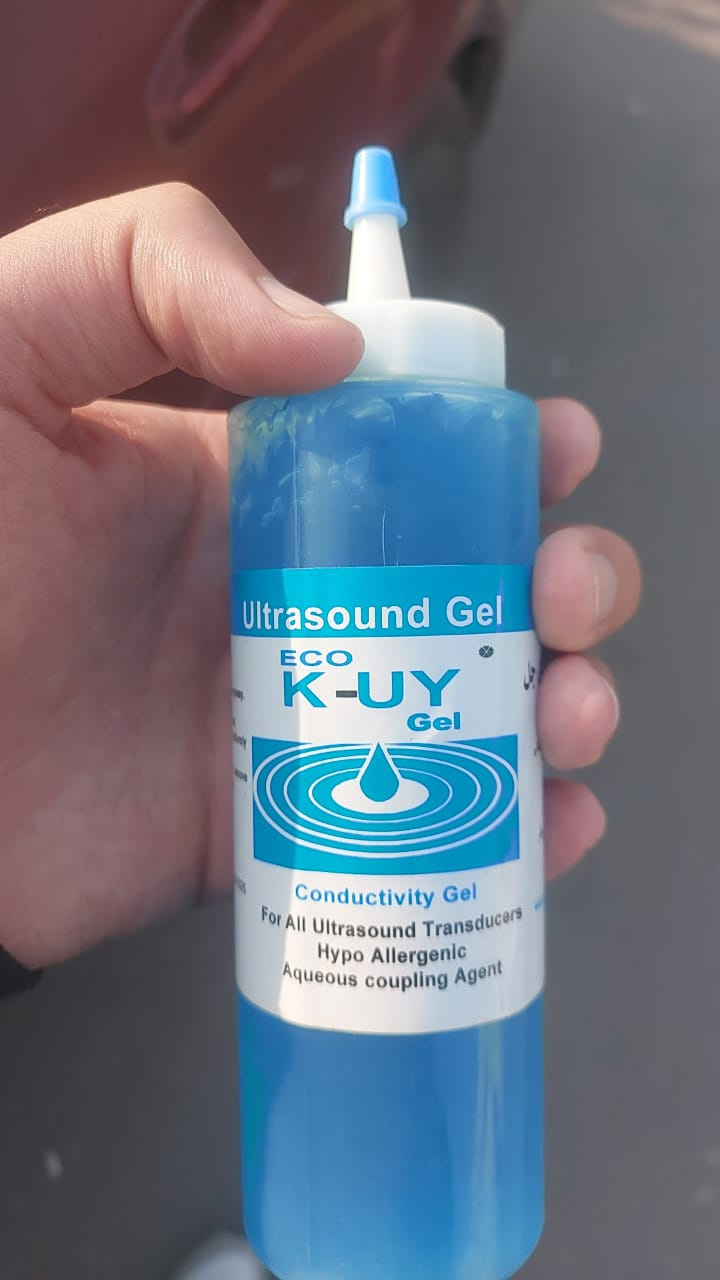 Ultrasound Gel
ECO
K-UY
Gel
Conductivity Gel
For All Ultrasound Transducers
Hypo Allergenic
Aqueous coupling Agent